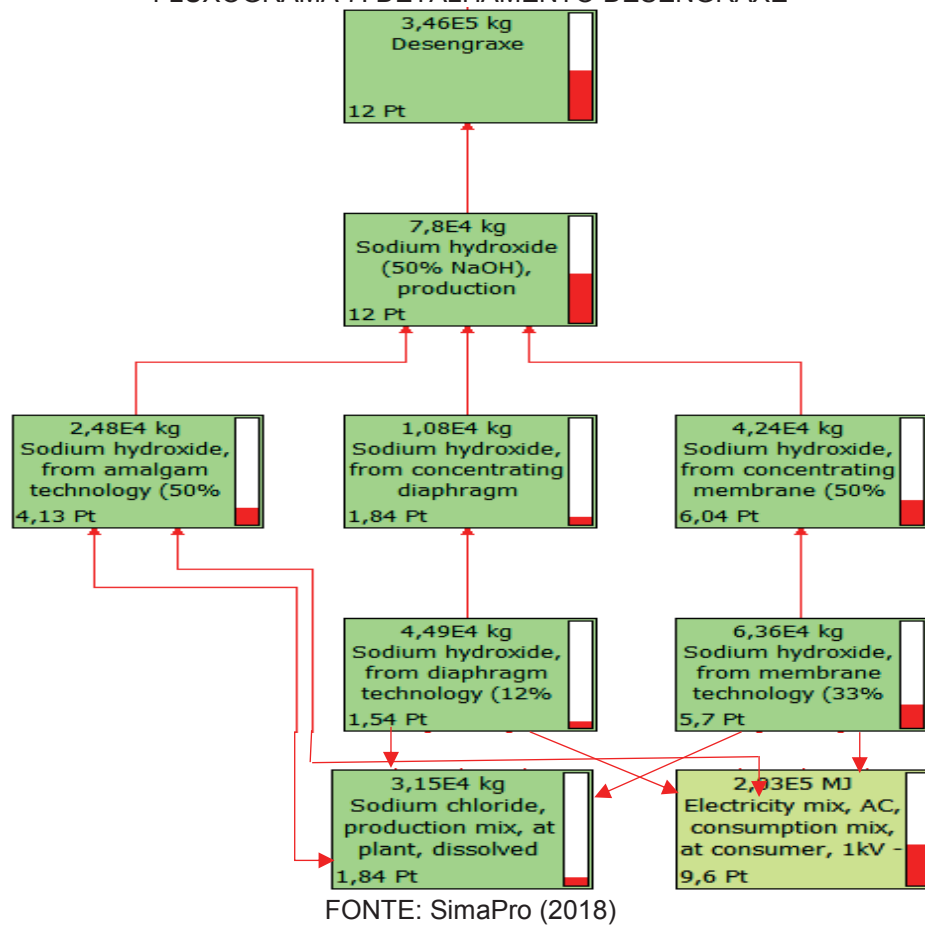 FLUXOGRAMA DETALHAMENTO DESENGRAXE
3,46E5 kg
Desengraxe
12 Pt
7,8E4 kg
Sodium hydroxide
(50% NaOH),
production
12 Pt
2,48E4 kg
Sodium hydroxide,
from amalgam
technology (50%
4,13 Pt
1,08E4 kg
Sodium hydroxide,
from concentrating
diaphragm
1,84 Pt
4,24E4 kg
Sodium hydroxide,
from concentrating
membrane (50%
6,04 Pt
4,49E4 kg
Sodium hydroxide,
from diaphragm
technology (12%
1,54 Pt
6,36E4 kg
Sodium hydroxide,
from membrane
technology (33%
5,7 Pt
3,15E4 kg
Sodium chloride,
production mix, at
plant, dissolved
1,84 Pt
2,93E5 MJ
Electricity mix, AC,
consumption mix,
at consumer, 1kV -
9,6 Pt
FONTE: SimaPro (2018)